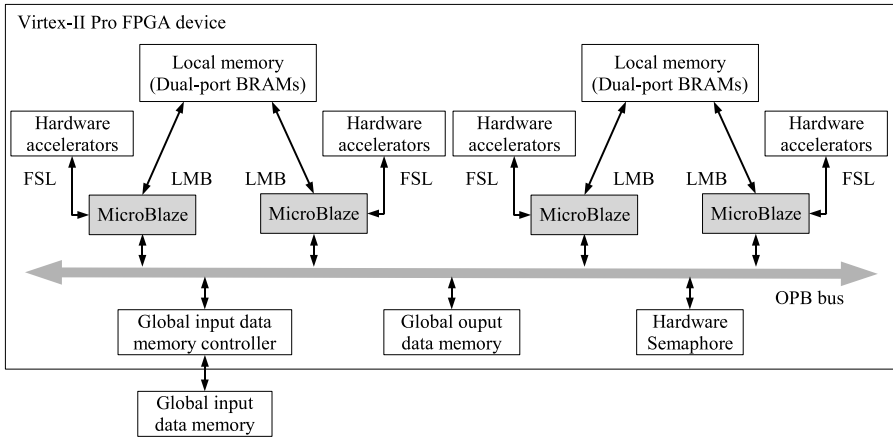 Virtex-II Pro FPGA device
Local memory
(Dual-port BRAMs)
Local memory
(Dual-port BRAMs)
Hardware
accelerators
Hardware
accelerators
Hardware
accelerators
Hardware
accelerators
FSL
LMB
LMB
FSL
FSL
LMB
LMB
FSL
MicroBlaze
MicroBlaze
MicroBlaze
MicroBlaze
OPB bus
Global input data
memory controller
Global ouput
data memory
Hardware
Semaphore
Global input
data memory